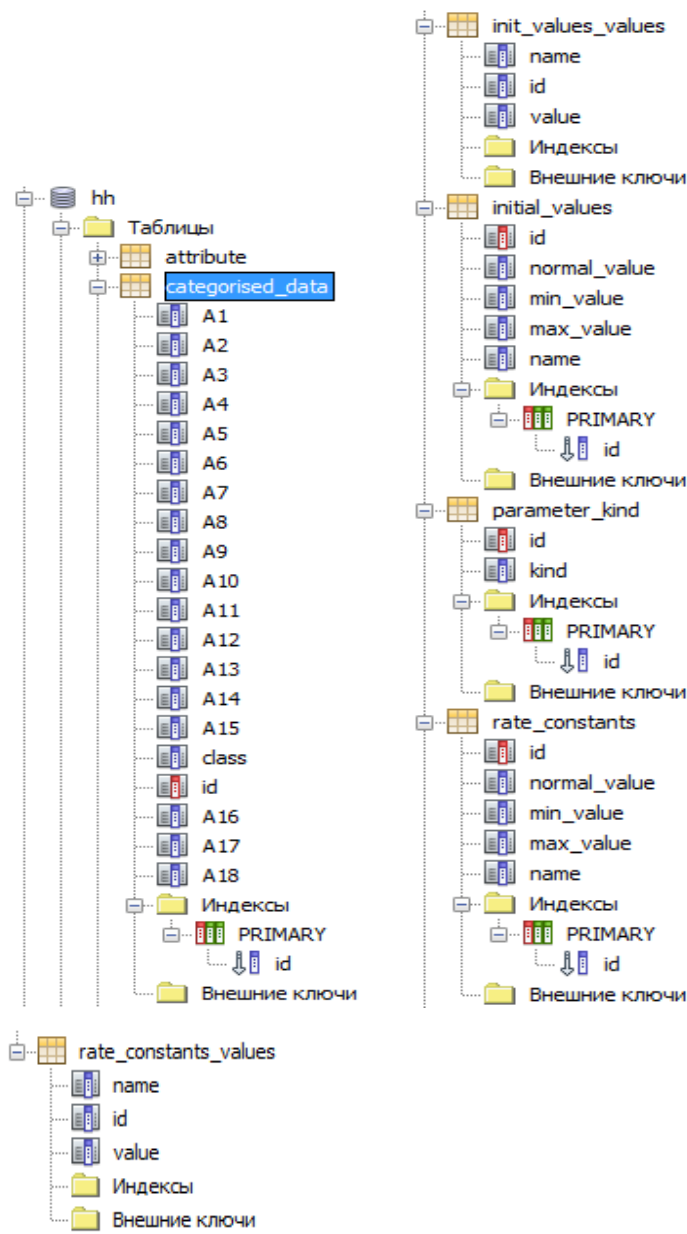 hh
Таблицы
attribute
categorised_data
A1
A2
A3
A4
A5
A6
A7
A8
A9
A10
A11
A12
A13
A14
A15
class
id
A16
A17
A18
Индексы
PRIMARY
id
Внешние ключи
init_values_values
name
id
value
Индексы
Внешние ключи
initial_values
id
normal_value
min_value
max_value
name
Индексы
PRIMARY
id
Внешние ключи
parameter_kind
id
kind
Индексы
PRIMARY
id
Внешние ключи
rate_constants
id
normal_value
min_value
max_value
name
Индексы
PRIMARY
id
Внешние ключи
rate_constants_values
name
id
value
Индексы
Внешние ключи